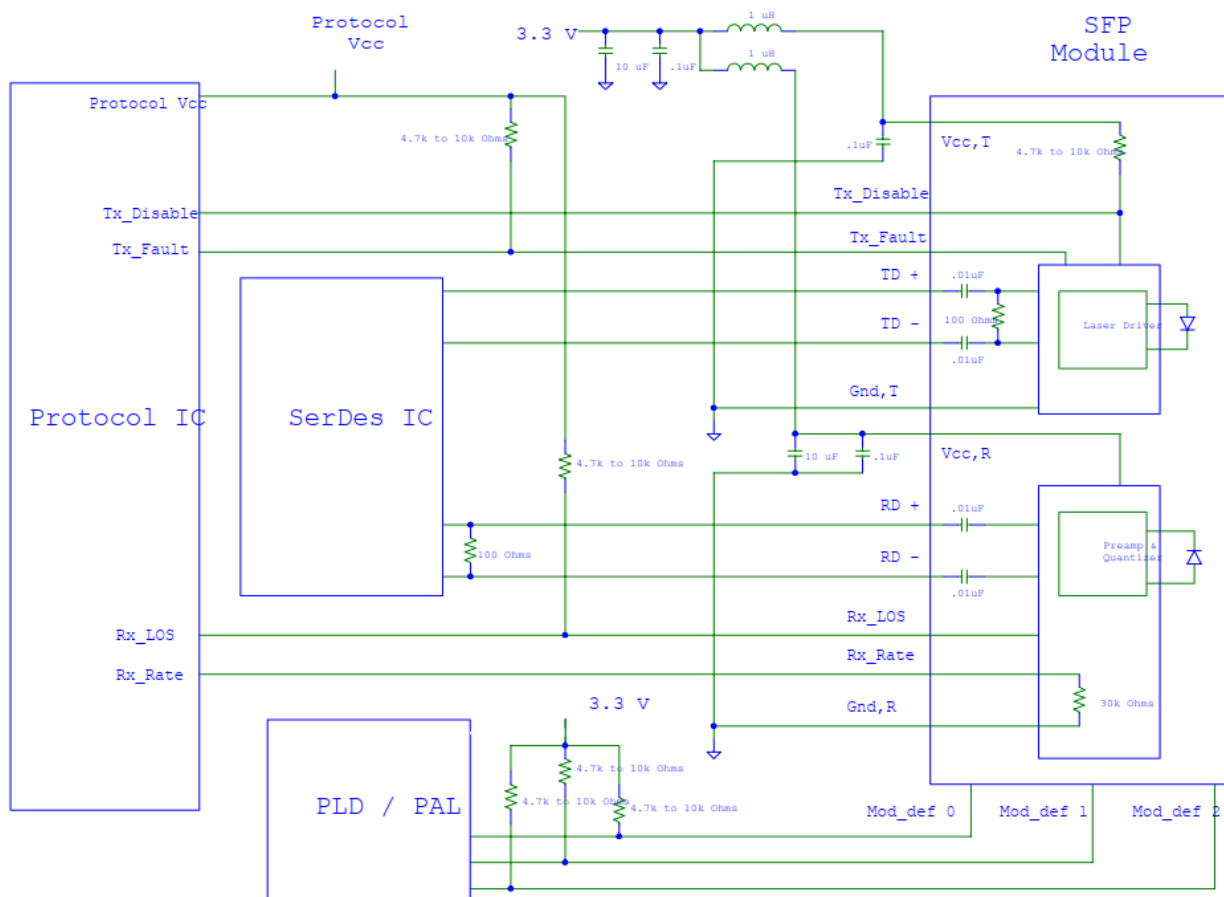 Protocol
Vcc
3.3 V
1 uH
1 uH
10 uF
.1uF
SFP
Module
Protocol Vcc
4.7k to 10k Ohms
.1uF
Vcc,T
4.7k to 10k Ohms
Tx_Disable
Tx_Disable
Tx_Fault
Tx_Fault
TD +
.01uF
TD -
100 Ohms
Laser Driver
.01uF
Gnd,T
Protocol IC
SerDes IC
4.7k to 10k Ohms
10 uF
.1uF
Vcc,R
RD +
.01uF
100 Ohms
RD -
Preamp &
Quantizer
.01uF
Rx_LOS
Rx_LOS
Rx_Rate
Rx_Rate
3.3 V
Gnd,R
30k Ohms
4.7k to 10k Ohms
4.7k to 10k Ohms
4.7k to 10k Ohms
PLD / PAL
Mod_def 0
Mod_def 1
Mod_def 2